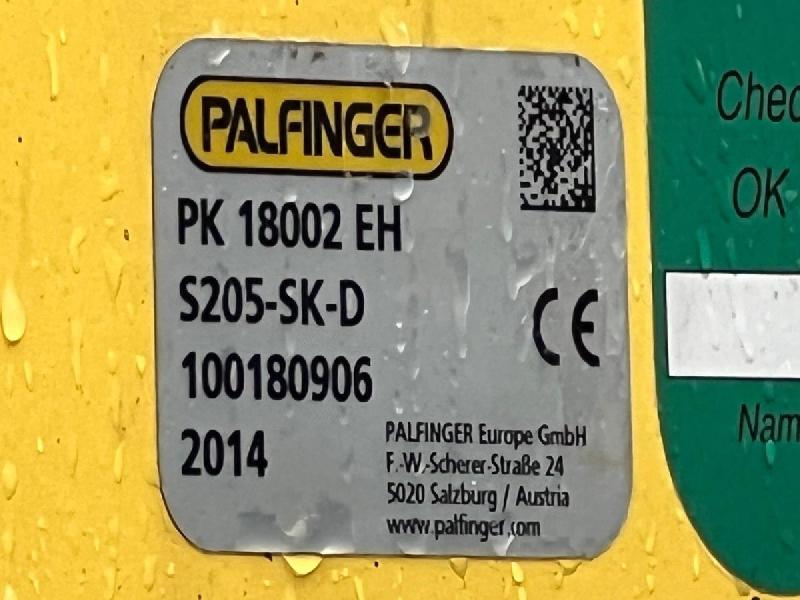 PALFINGER
PK 18002 EH
S205-SK-D
100180906
2014
PALFINGER Europe GmbH
F.-W.-Scherer-Straße 24
5020 Salzburg / Austria
www.palfinger.com
CE
Chec
OK
Nam